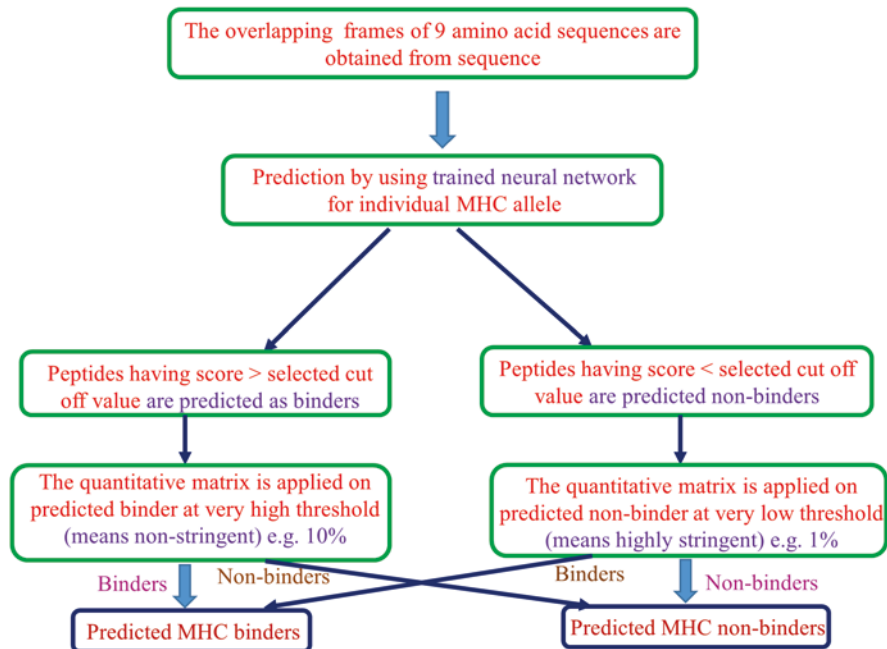 The overlapping frames of 9 amino acid sequences are
obtained from sequence
Prediction by using trained neural network
for individual MHC allele
Peptides having score > selected cut
off value are predicted as binders
Peptides having score < selected cut off
value are predicted non-binders
The quantitative matrix is applied on
predicted binder at very high threshold
(means non-stringent) e.g. 10%
The quantitative matrix is applied on
predicted non-binder at very low threshold
(means highly stringent) e.g. 1%
Binders
Non-binders
Binders
Non-binders
Predicted MHC binders
Predicted MHC non-binders